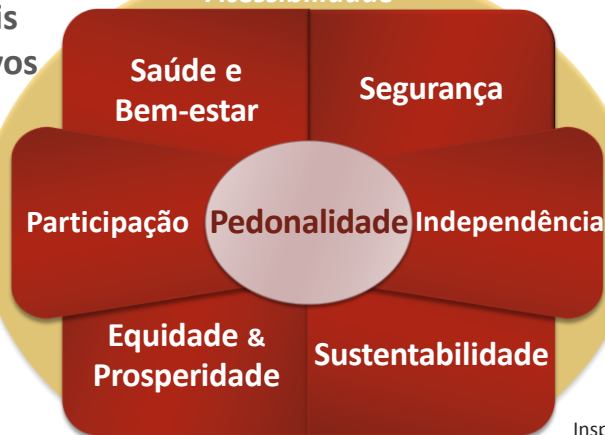 Saúde e
Bem-estar
Segurança
Participação
Pedonalidade
Independência
Equidade &
Prosperidade
Sustentabilidade